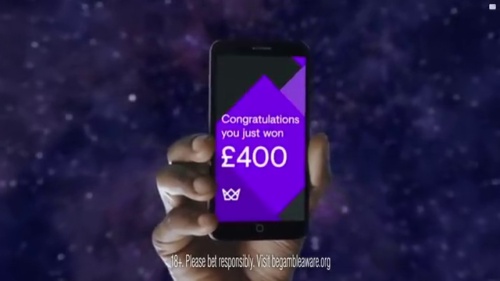 Congratulations
you just won
£400
18+. Please bet responsibly. Visit begambleaware.org